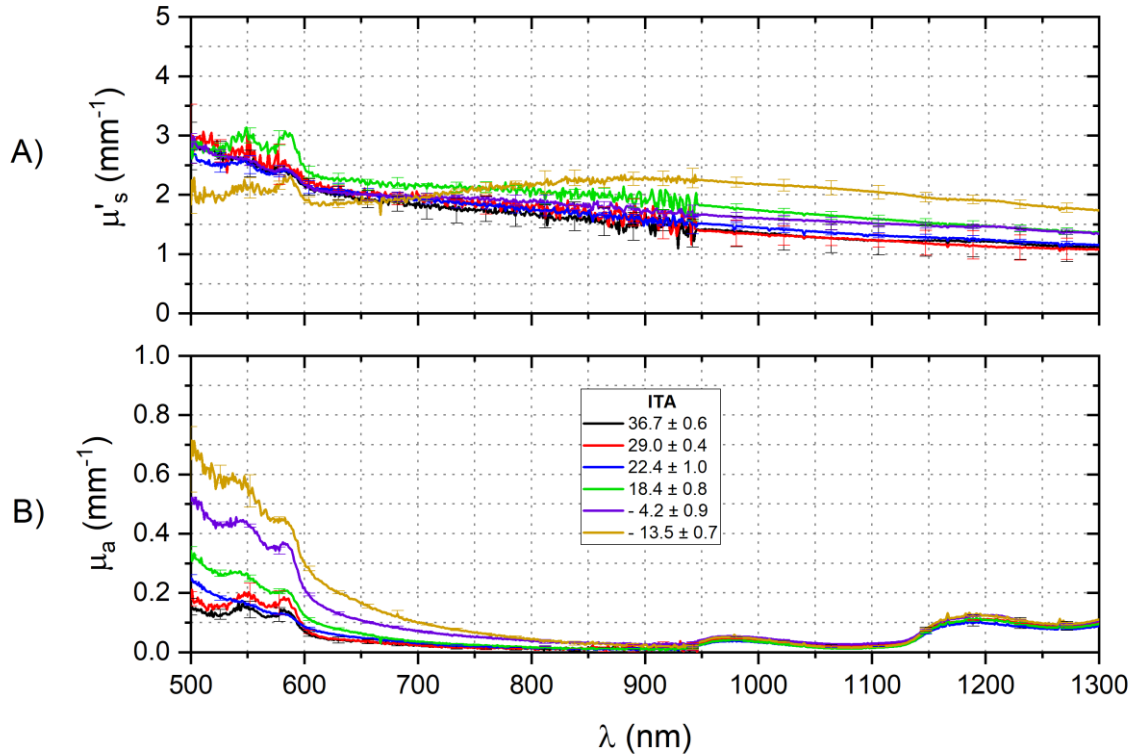 A)
μ's (mm-1)
5
4
3
2
1
0
B)
μa (mm-1)
1.0
0.8
0.6
0.4
0.2
0.0
ITA
36.7 ± 0.6
29.0 ± 0.4
22.4 ± 1.0
18.4 ± 0.8
- 4.2 ± 0.9
- 13.5 ± 0.7
500 600 700 800 900 1000 1100 1200 1300
λ (nm)